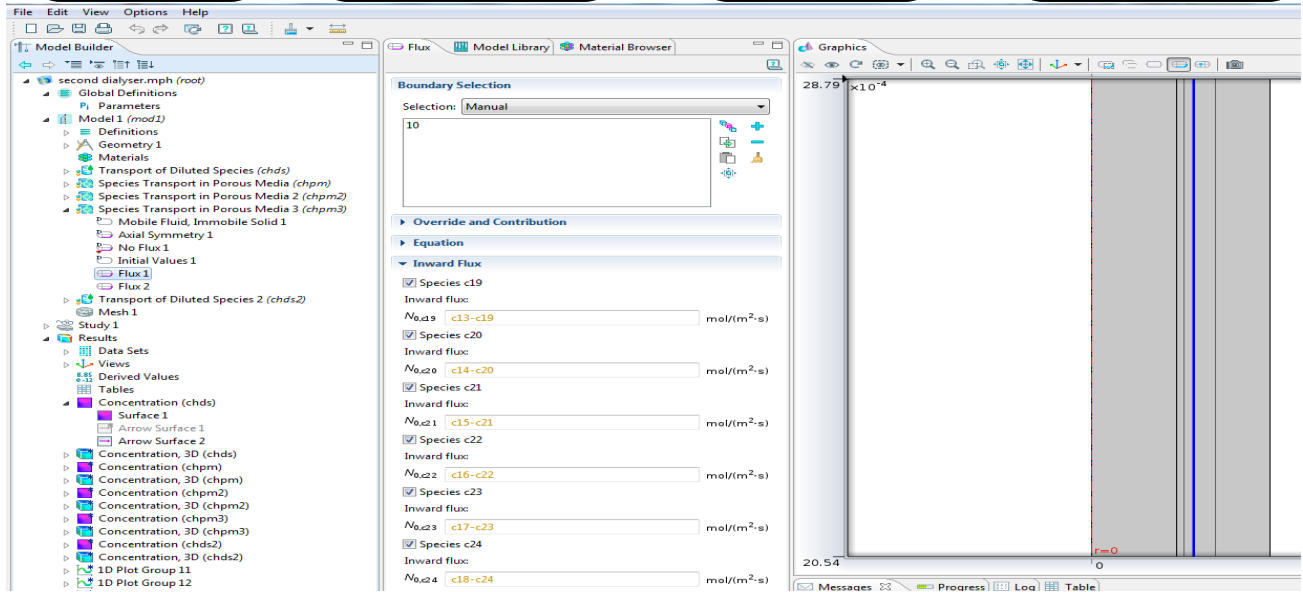 File Edit View Options Help
Model Builder
second dialyser.mph (root)
Global Definitions
Pi Parameters
Model 1 (mod1)
Definitions
Geometry 1
Materials
Transport of Diluted Species (chds)
Species Transport in Porous Media (chpm)
Species Transport in Porous Media 2 (chpm2)
Species Transport in Porous Media 3 (chpm3)
Mobile Fluid, Immobile Solid 1
Axial Symmetry 1
No Flux 1
Initial Values 1
Flux 1
Flux 2
Transport of Diluted Species 2 (chds2)
Mesh 1
Study 1
Results
Data Sets
Views
8.85
e-12 Derived Values
Tables
Concentration (chds)
Surface 1
Arrow Surface 1
Arrow Surface 2
Concentration, 3D (chds)
Concentration (chpm)
Concentration, 3D (chpm)
Concentration (chpm2)
Concentration, 3D (chpm2)
Concentration (chpm3)
Concentration, 3D (chpm3)
Concentration (chds2)
Concentration, 3D (chds2)
1D Plot Group 11
1D Plot Group 12
Flux Model Library Material Browser
Boundary Selection
Selection: Manual
10
Override and Contribution
Equation
Inward Flux
Species c19
Inward flux:
N0,c19 c13-c19 mol/(m²·s)
Species c20
Inward flux:
N0,c20 c14-c20 mol/(m²·s)
Species c21
Inward flux:
N0,c21 c15-c21 mol/(m²·s)
Species c22
Inward flux:
N0,c22 c16-c22 mol/(m²·s)
Species c23
Inward flux:
N0,c23 c17-c23 mol/(m²·s)
Species c24
Inward flux:
N0,c24 c18-c24 mol/(m²·s)
Graphics
28.79 ×10⁻⁴
r=0
20.54
0
Messages Progress Log Table